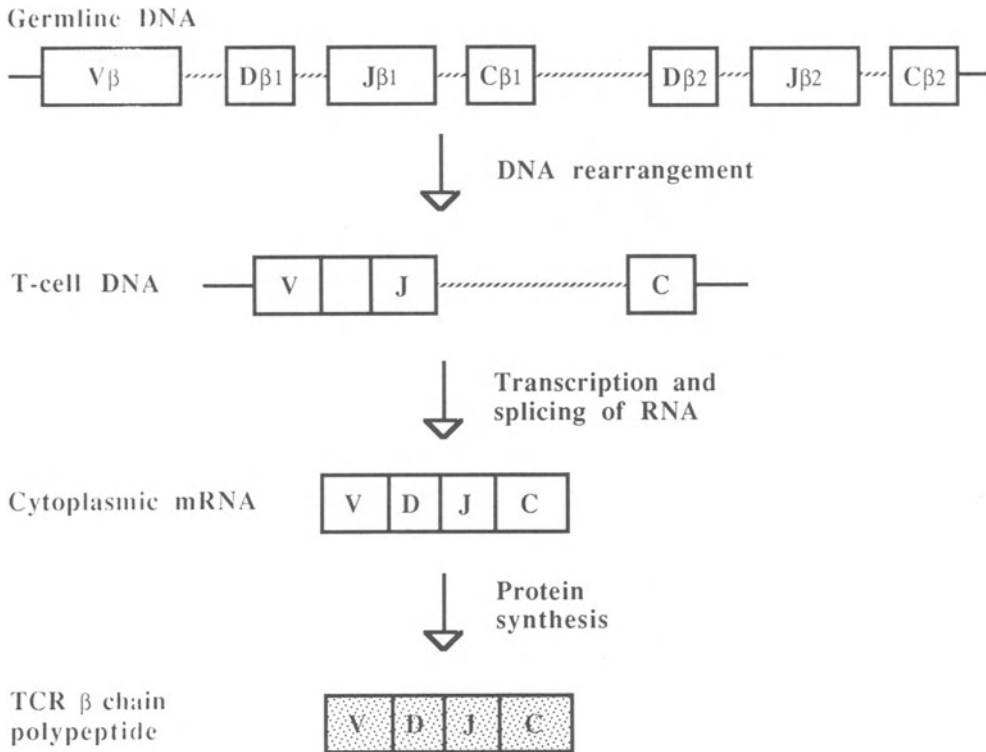 Germline DNA
Vβ Dβ1 Jβ1 Cβ1 Dβ2 Jβ2 Cβ2
DNA rearrangement
T-cell DNA V J C
Transcription and
splicing of RNA
Cytoplasmic mRNA V D J C
Protein
synthesis
TCR β chain
polypeptide V D J C